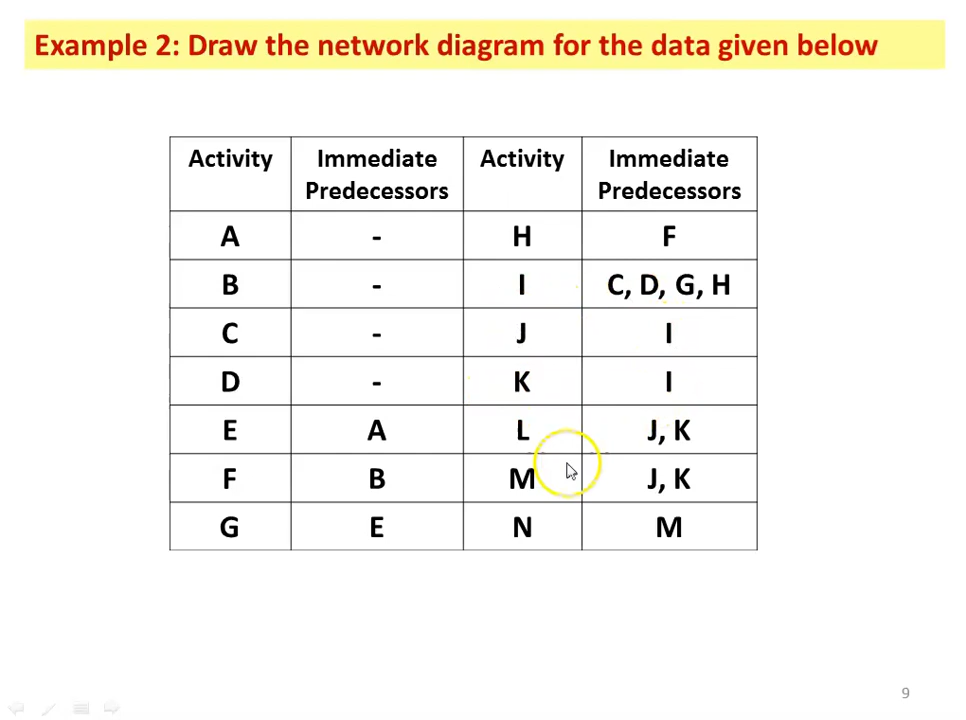 Example 2: Draw the network diagram for the data given below
Activity Immediate Predecessors Activity Immediate Predecessors
A - H F
B - I C, D, G, H
C - J I
D - K I
E A L J, K
F B M J, K
G E N M
9